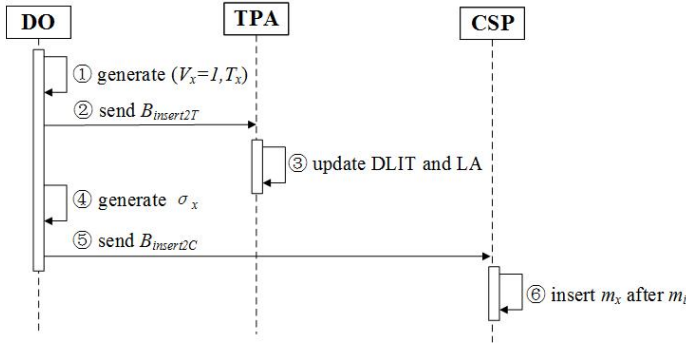 DO
TPA
CSP
① generate (Vx=1,Tx)
② send Binsert2T
③ update DLIT and LA
④ generate σx
⑤ send Binsert2C
⑥ insert mx after mi